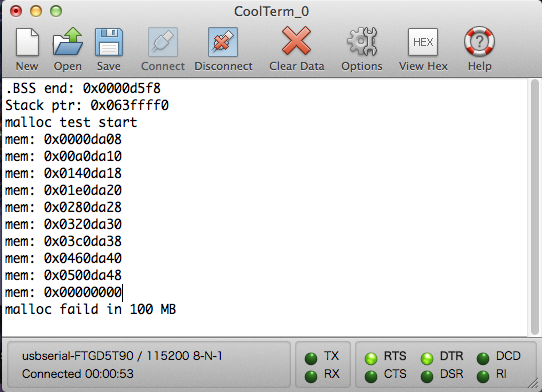 CoolTerm_0
New Open Save Connect Disconnect Clear Data Options View Hex Help
HEX
.BSS end: 0x0000d5f8
Stack ptr: 0x063ffff0
malloc test start
mem: 0x0000da08
mem: 0x00a0da10
mem: 0x0140da18
mem: 0x01e0da20
mem: 0x0280da28
mem: 0x0320da30
mem: 0x03c0da38
mem: 0x0460da40
mem: 0x0500da48
mem: 0x00000000
malloc faild in 100 MB
usbserial-FTGD5T90 / 115200 8-N-1
Connected 00:00:53
TX RTS DTR DCD
RX CTS DSR RI